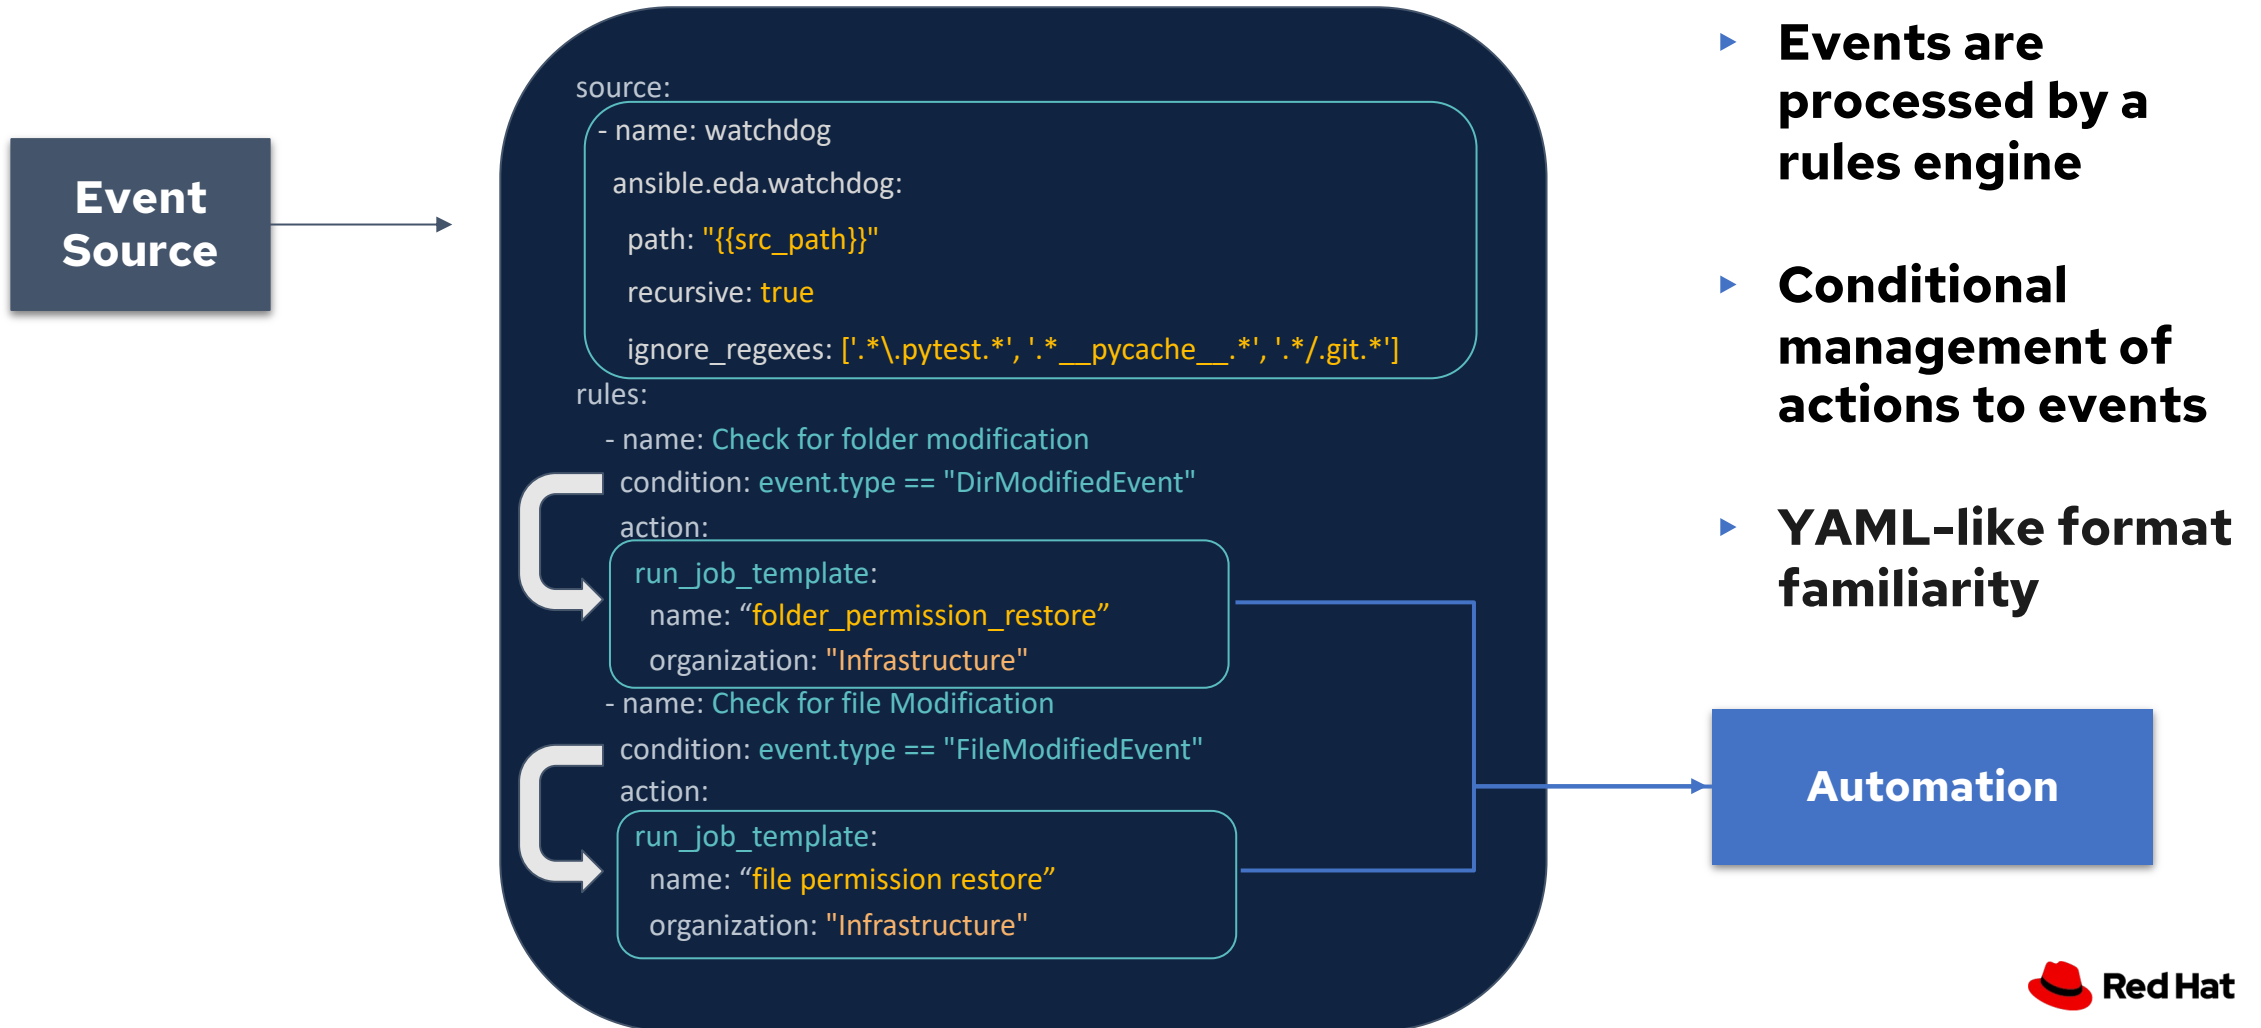 Event
Source
source:
- name: watchdog
ansible.eda.watchdog:
path: "{{src_path}}"
recursive: true
ignore_regexes: ['.*\.pytest.*', '.*__pycache__.*', '.*/.git.*']
rules:
- name: Check for folder modification
condition: event.type == "DirModifiedEvent"
action:
run_job_template:
name: “folder_permission_restore”
organization: "Infrastructure"
- name: Check for file Modification
condition: event.type == "FileModifiedEvent"
action:
run_job_template:
name: “file permission restore”
organization: "Infrastructure"
Events are
processed by a
rules engine
Conditional
management of
actions to events
YAML-like format
familiarity
Automation
Red Hat